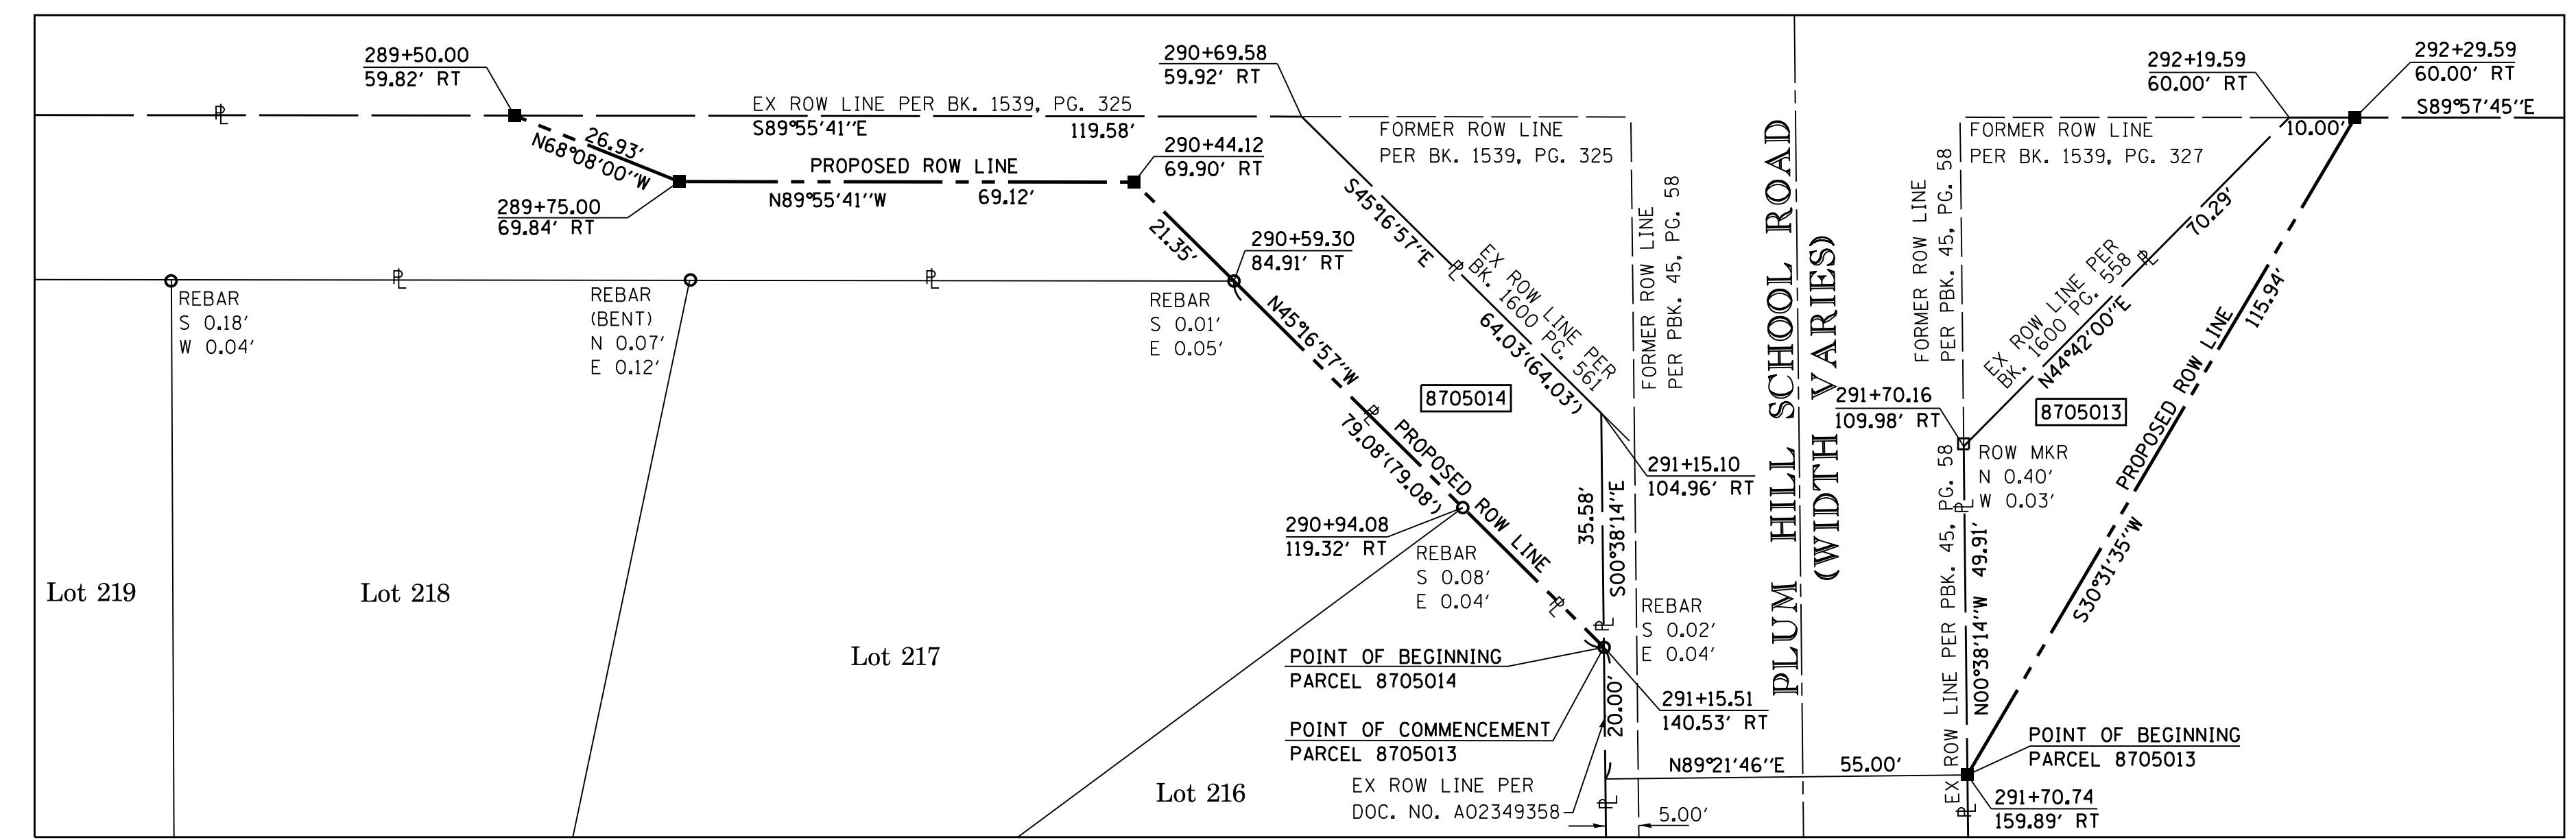 289+50.00
59.82' RT
EX ROW LINE PER BK. 1539, PG. 325
S89°55'41"E
119.58'
290+69.58
59.92' RT
26.93'
N68°08'00"W
PROPOSED ROW LINE
N89°55'41"W
69.12'
289+75.00
69.84' RT
290+44.12
69.90' RT
21.35'
290+59.30
84.91' RT
REBAR
S 0.18'
W 0.04'
REBAR
(BENT)
N 0.07'
E 0.12'
REBAR
S 0.01'
E 0.05'
N45°16'57"W
79.08'(79.08')
PROPOSED ROW LINE
FORMER ROW LINE
PER BK. 1539, PG. 325
S45°16'57"E
EX ROW LINE PER
BK. 1600 PG. 561
64.03'(64.03')
FORMER ROW LINE
PER PBK. 45, PG. 58
8705014
291+15.10
104.96' RT
35.58'
S00°38'14"E
290+94.08
119.32' RT
REBAR
S 0.08'
E 0.04'
REBAR
S 0.02'
E 0.04'
POINT OF BEGINNING
PARCEL 8705014
POINT OF COMMENCEMENT
PARCEL 8705013
291+15.51
140.53' RT
20.00'
EX ROW LINE PER
DOC. NO. A02349358
5.00'
N89°21'46"E
55.00'
Lot 219
Lot 218
Lot 217
Lot 216
PLUM HILL SCHOOL ROAD
(WIDTH VARIES)
292+19.59
60.00' RT
292+29.59
60.00' RT
S89°57'45"E
10.00'
FORMER ROW LINE
PER BK. 1539, PG. 327
FORMER ROW LINE
PER PBK. 45, PG. 58
70.29'
EX ROW LINE PER
BK. 1600 PG. 558
N44°42'00"E
291+70.16
109.98' RT
8705013
ROW MKR
N 0.40'
W 0.03'
EX ROW LINE PER PBK. 45, PG. 58
N00°38'14"W 49.91'
115.94'
PROPOSED ROW LINE
S30°31'35"W
POINT OF BEGINNING
PARCEL 8705013
291+70.74
159.89' RT